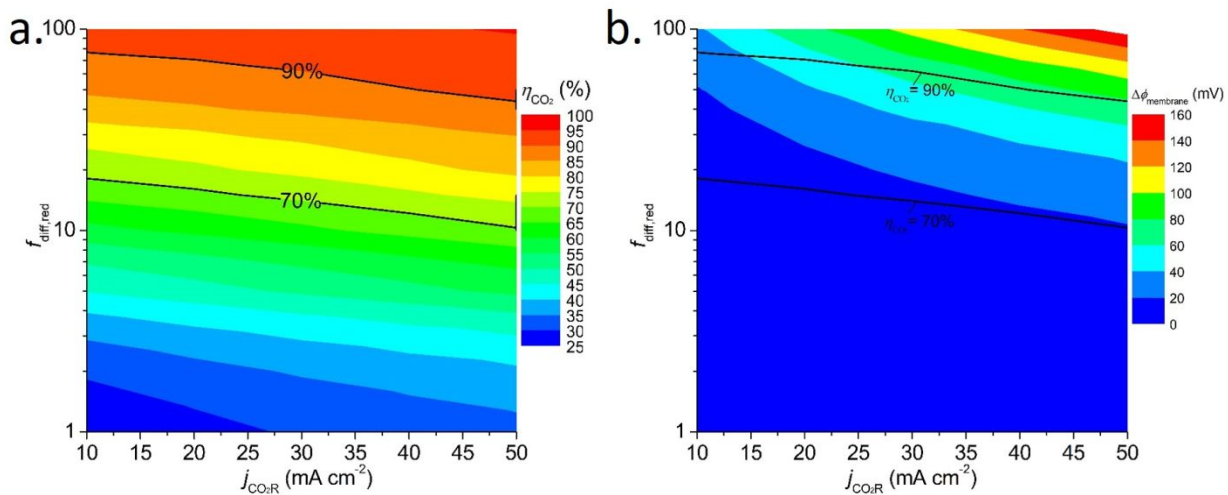 a.
100
10
1
f_diff,red
90%
70%
10 15 20 25 30 35 40 45 50
j_CO₂R (mA cm⁻²)
η_CO₂ (%)
100
95
90
85
80
75
70
65
60
55
50
45
40
35
30
25
b.
100
10
1
f_diff,red
η_CO₂ = 90%
η_CO₂ = 70%
10 15 20 25 30 35 40 45 50
j_CO₂R (mA cm⁻²)
Δϕ_membrane (mV)
160
140
120
100
80
60
40
20
0